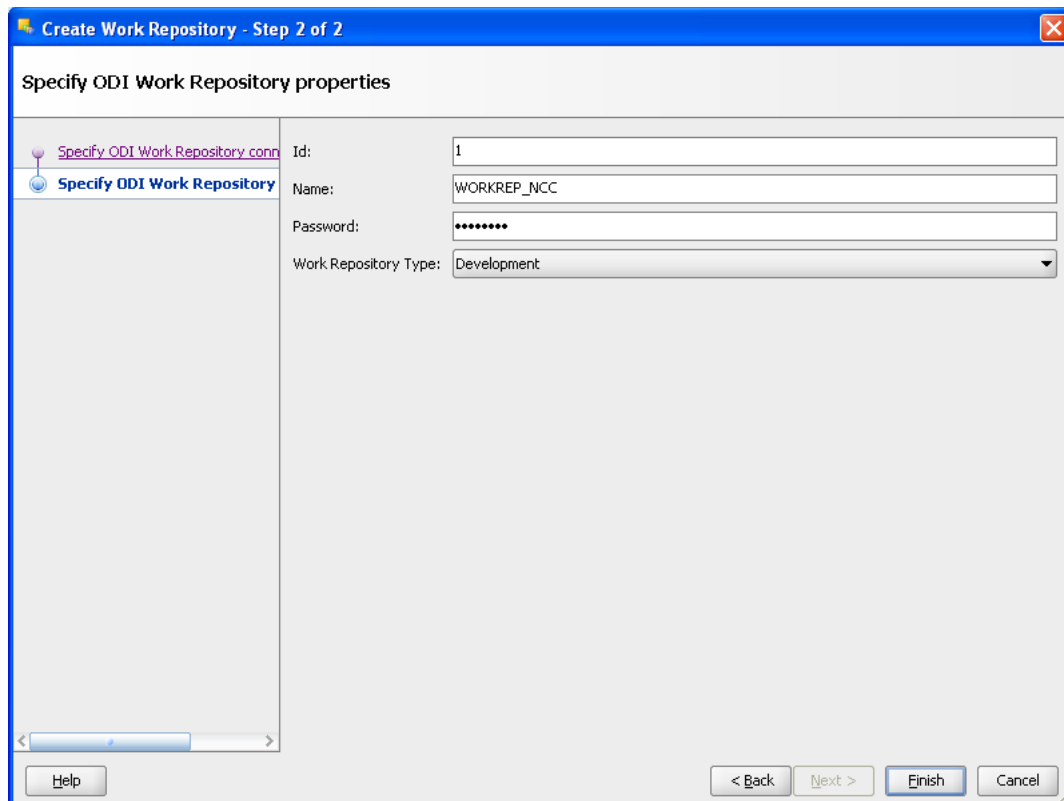 Create Work Repository - Step 2 of 2
Specify ODI Work Repository properties
Specify ODI Work Repository conn
Specify ODI Work Repository
Id:
1
Name:
WORKREP_NCC
Password:
••••••••
Work Repository Type:
Development
Help
< Back
Next >
Finish
Cancel